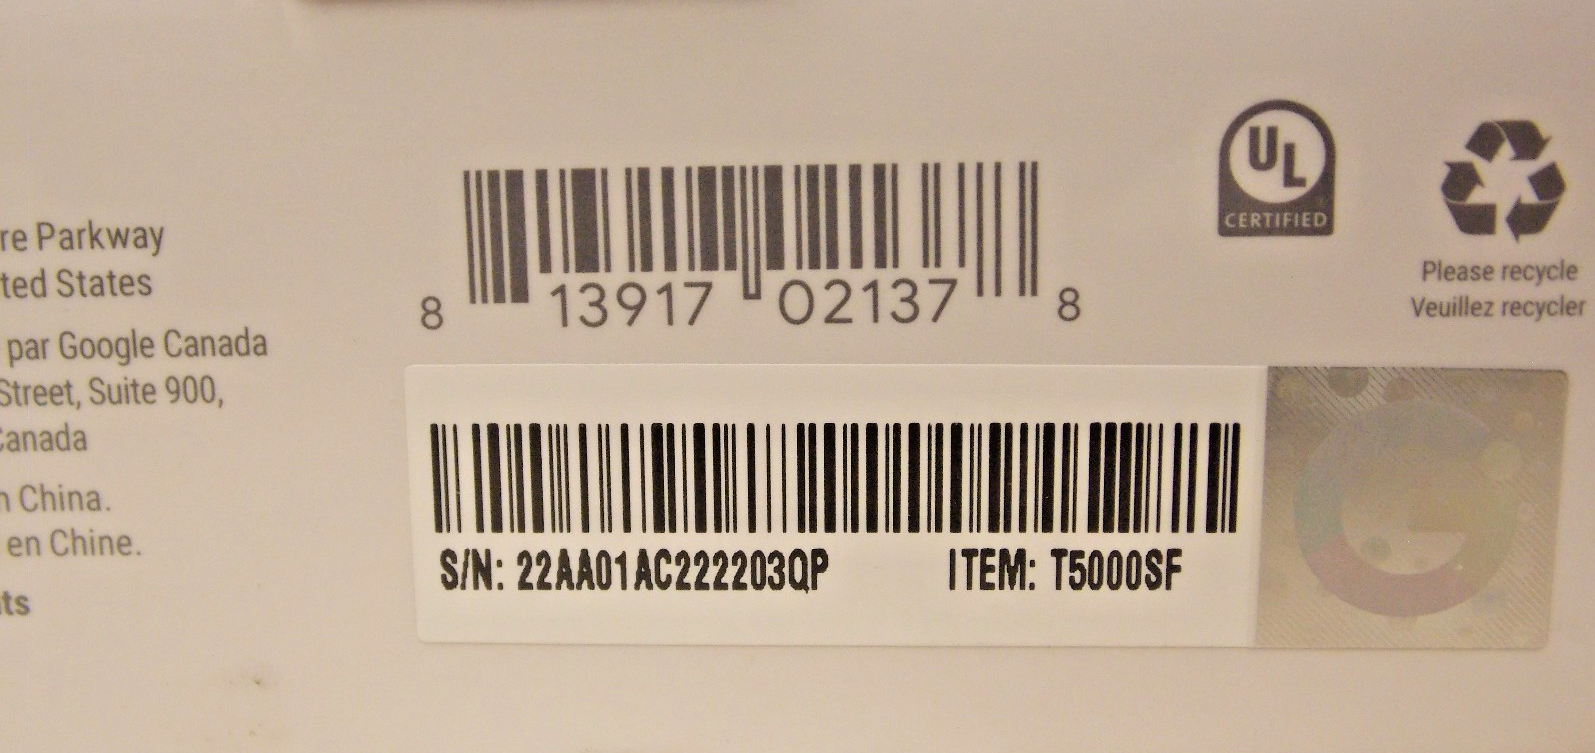 re Parkway
ted States
par Google Canada
Street, Suite 900,
Canada
n China.
en Chine.
ts
8 13917 02137 8
UL
CERTIFIED
Please recycle
Veuillez recycler
S/N: 22AA01AC222203QP ITEM: T5000SF
G